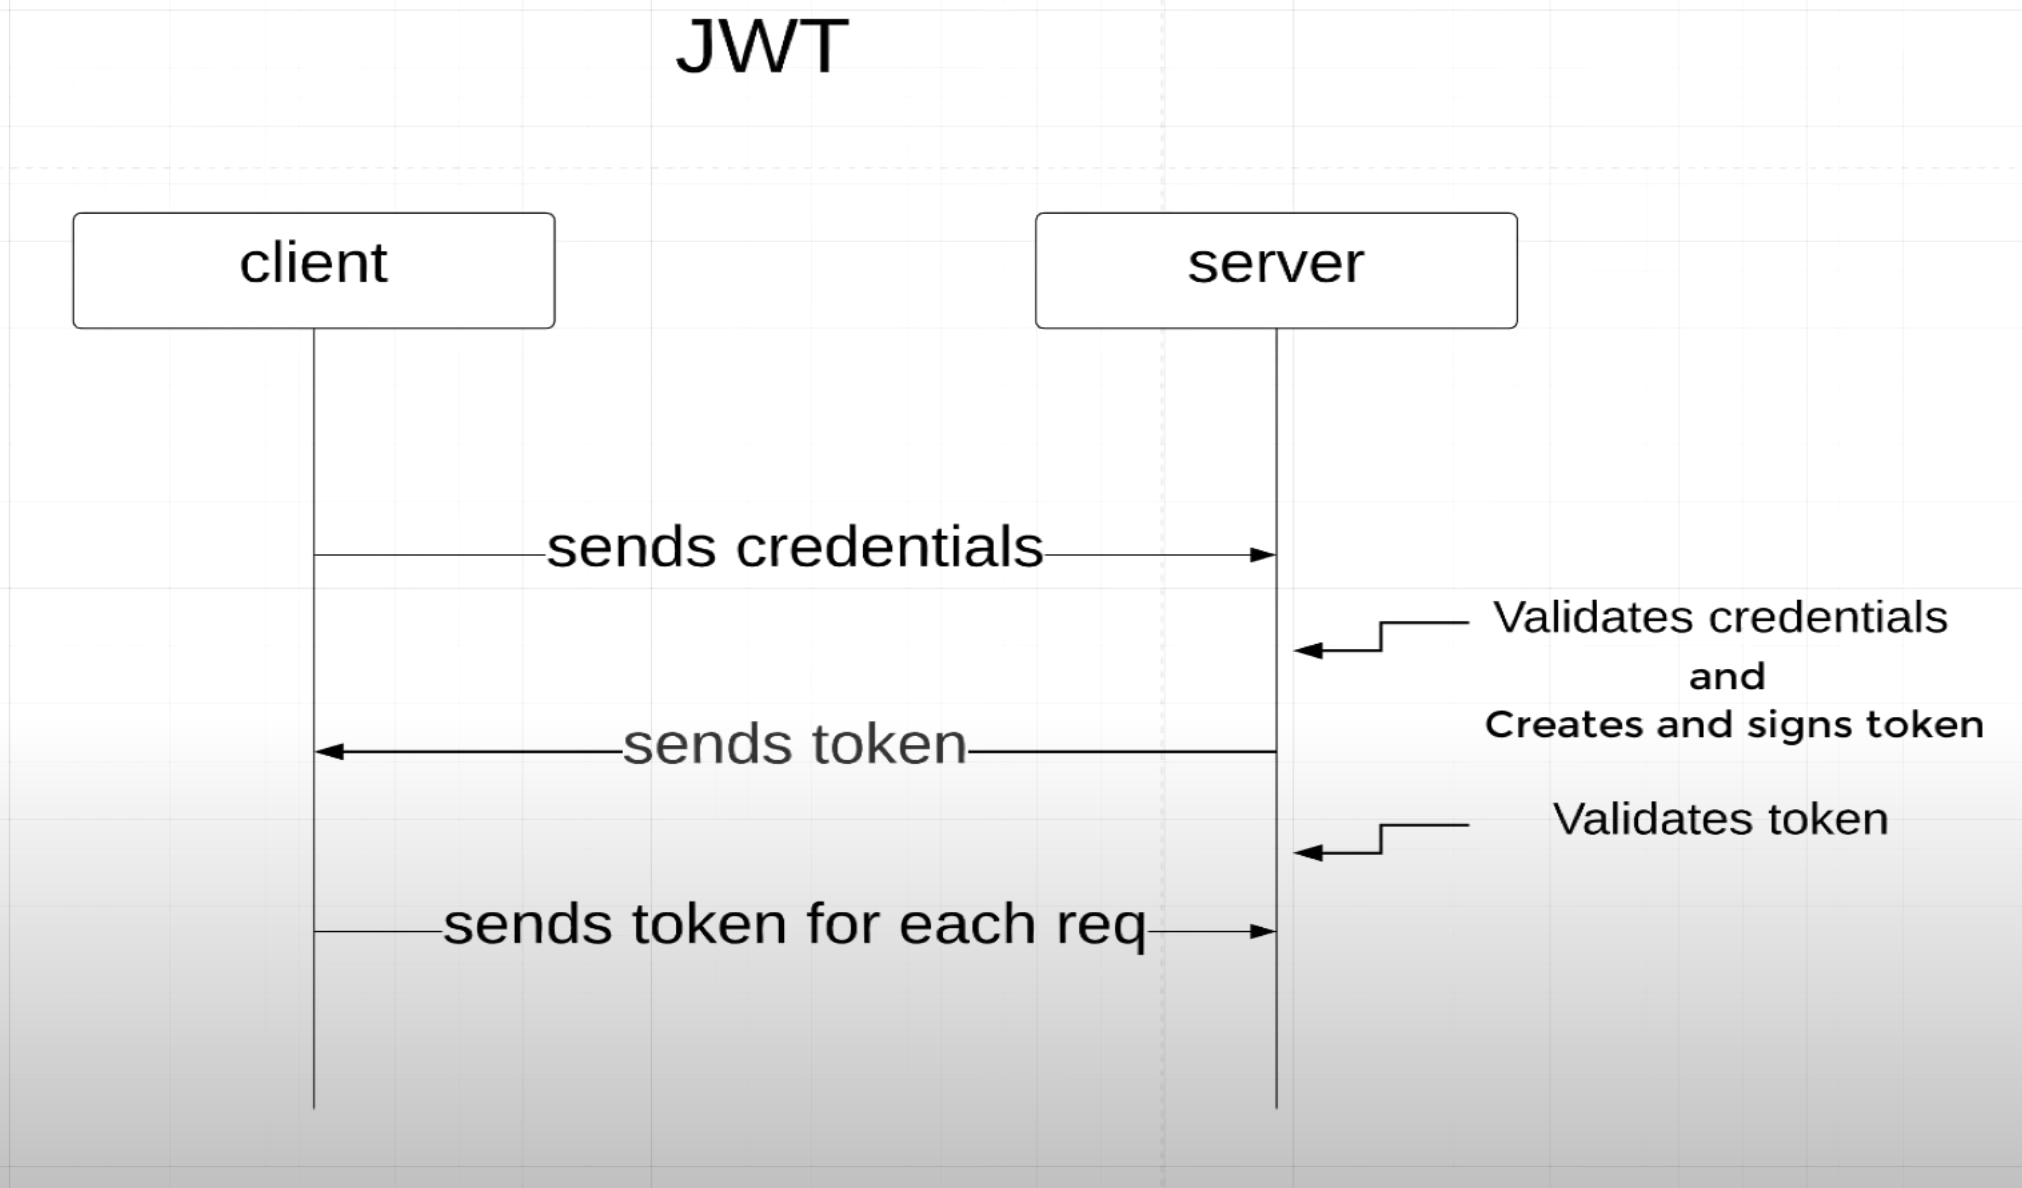 JWT
client
server
sends credentials
Validates credentials
and
Creates and signs token
sends token
Validates token
sends token for each req